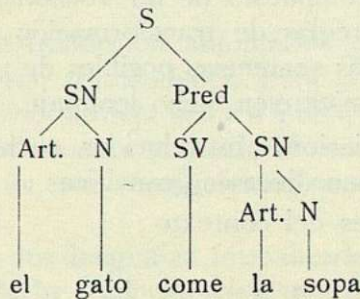 S
SN Pred
Art. N SV SN
Art. N
el gato come la sopa